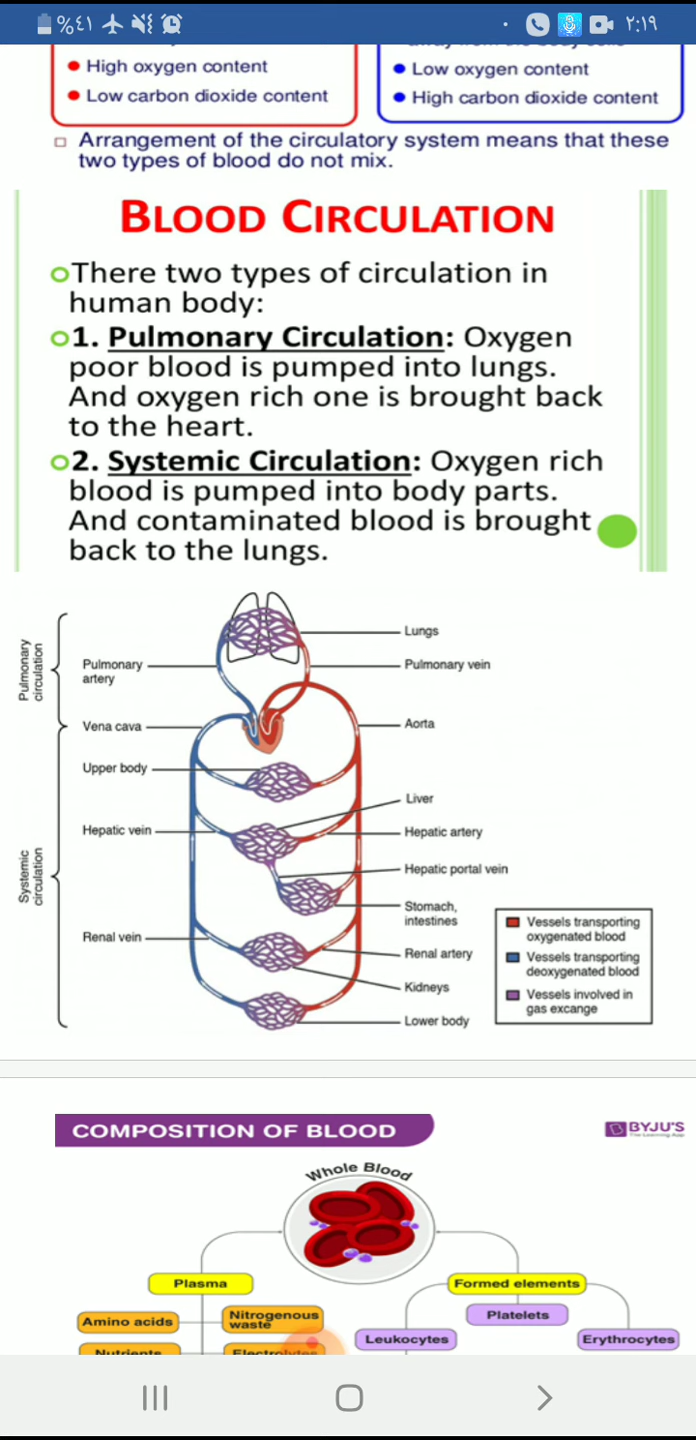 %٤١
٢:١٩
High oxygen content
Low carbon dioxide content
Low oxygen content
High carbon dioxide content
Arrangement of the circulatory system means that these
two types of blood do not mix.
BLOOD CIRCULATION
There two types of circulation in
human body:
1. Pulmonary Circulation: Oxygen
poor blood is pumped into lungs.
And oxygen rich one is brought back
to the heart.
2. Systemic Circulation: Oxygen rich
blood is pumped into body parts.
And contaminated blood is brought
back to the lungs.
Pulmonary
circulation
Systemic
circulation
Pulmonary
artery
Vena cava
Upper body
Hepatic vein
Renal vein
Lungs
Pulmonary vein
Aorta
Liver
Hepatic artery
Hepatic portal vein
Stomach,
intestines
Renal artery
Kidneys
Lower body
Vessels transporting
oxygenated blood
Vessels transporting
deoxygenated blood
Vessels involved in
gas excange
COMPOSITION OF BLOOD
BYJU'S
The Learning App
Whole Blood
Plasma
Formed elements
Amino acids
Nitrogenous
waste
Platelets
Leukocytes
Erythrocytes
Nutrients
Electrolytes